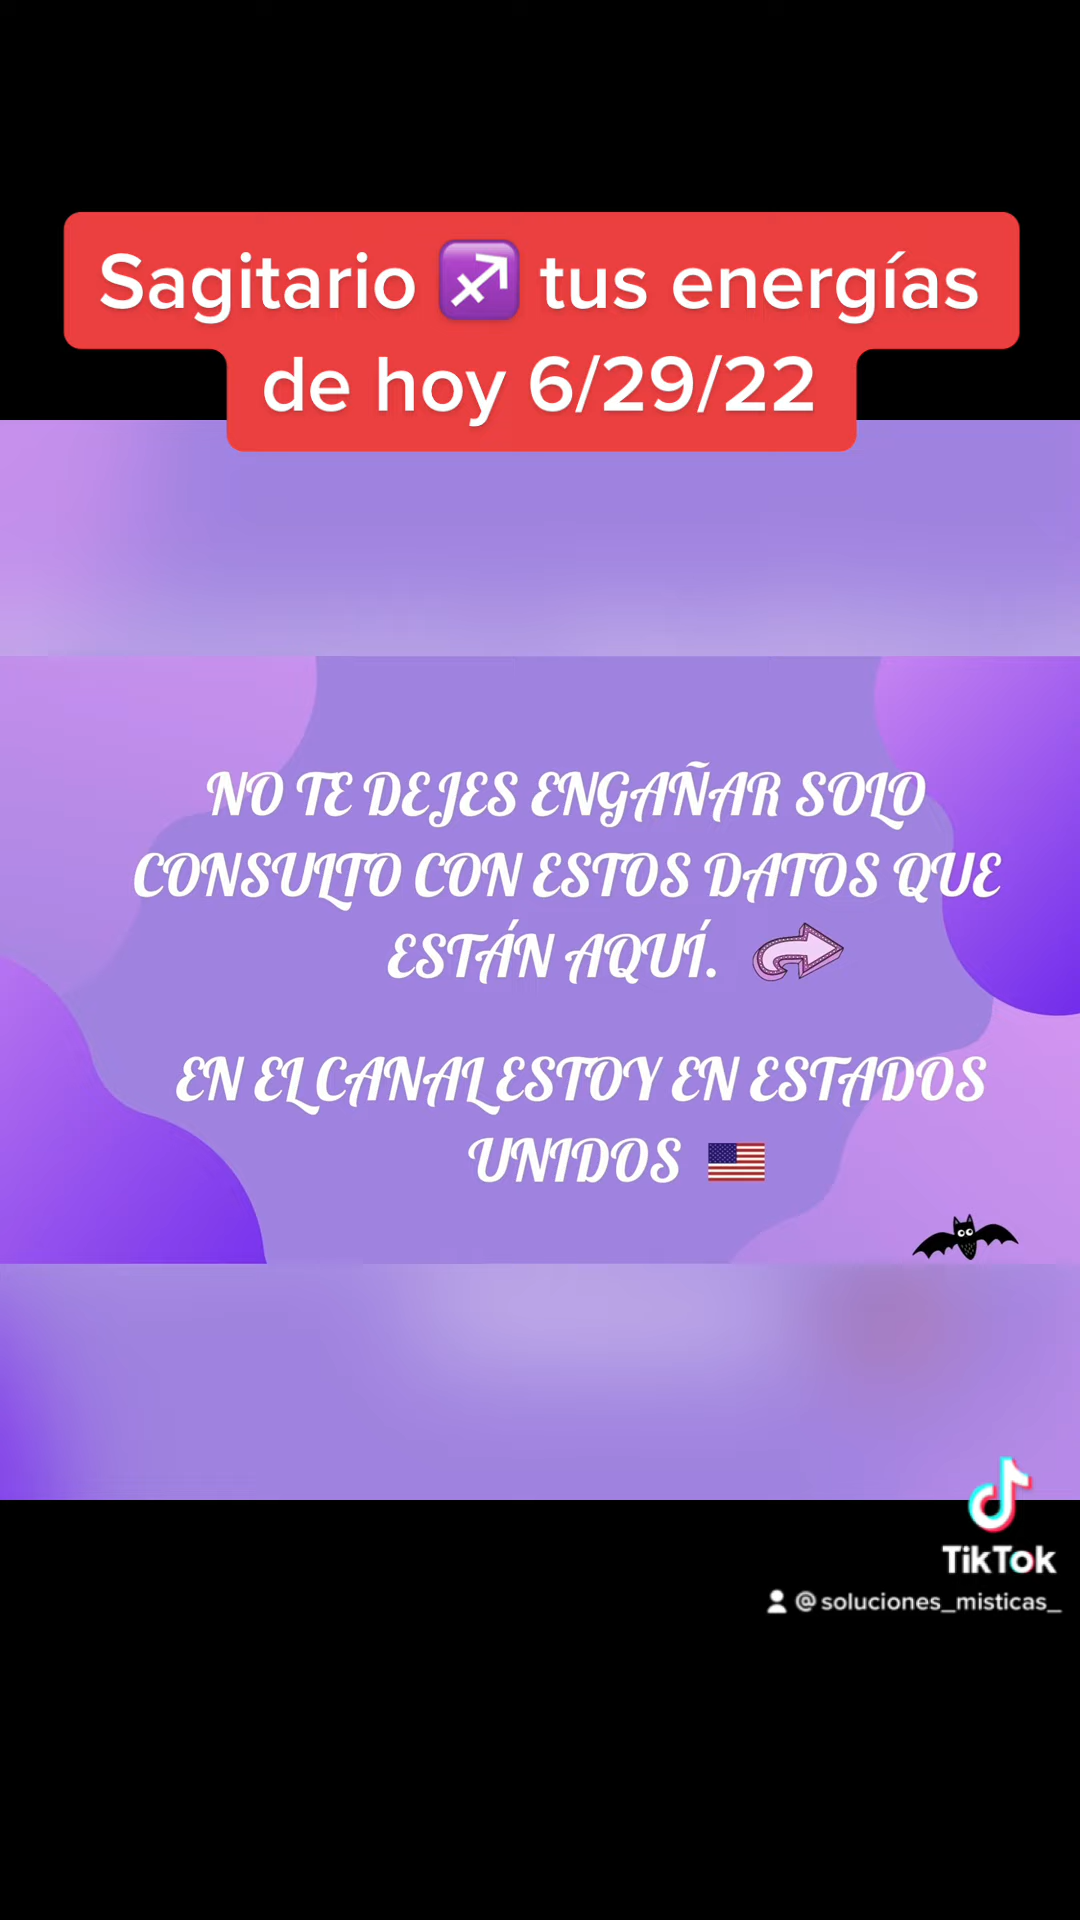 Sagitario ♐ tus energías
de hoy 6/29/22
NO TE DEJES ENGAÑAR SOLO
CONSULTO CON ESTOS DATOS QUE
ESTÁN AQUÍ.
EN EL CANAL ESTOY EN ESTADOS
UNIDOS 🇺🇸
TikTok
@soluciones_misticas_